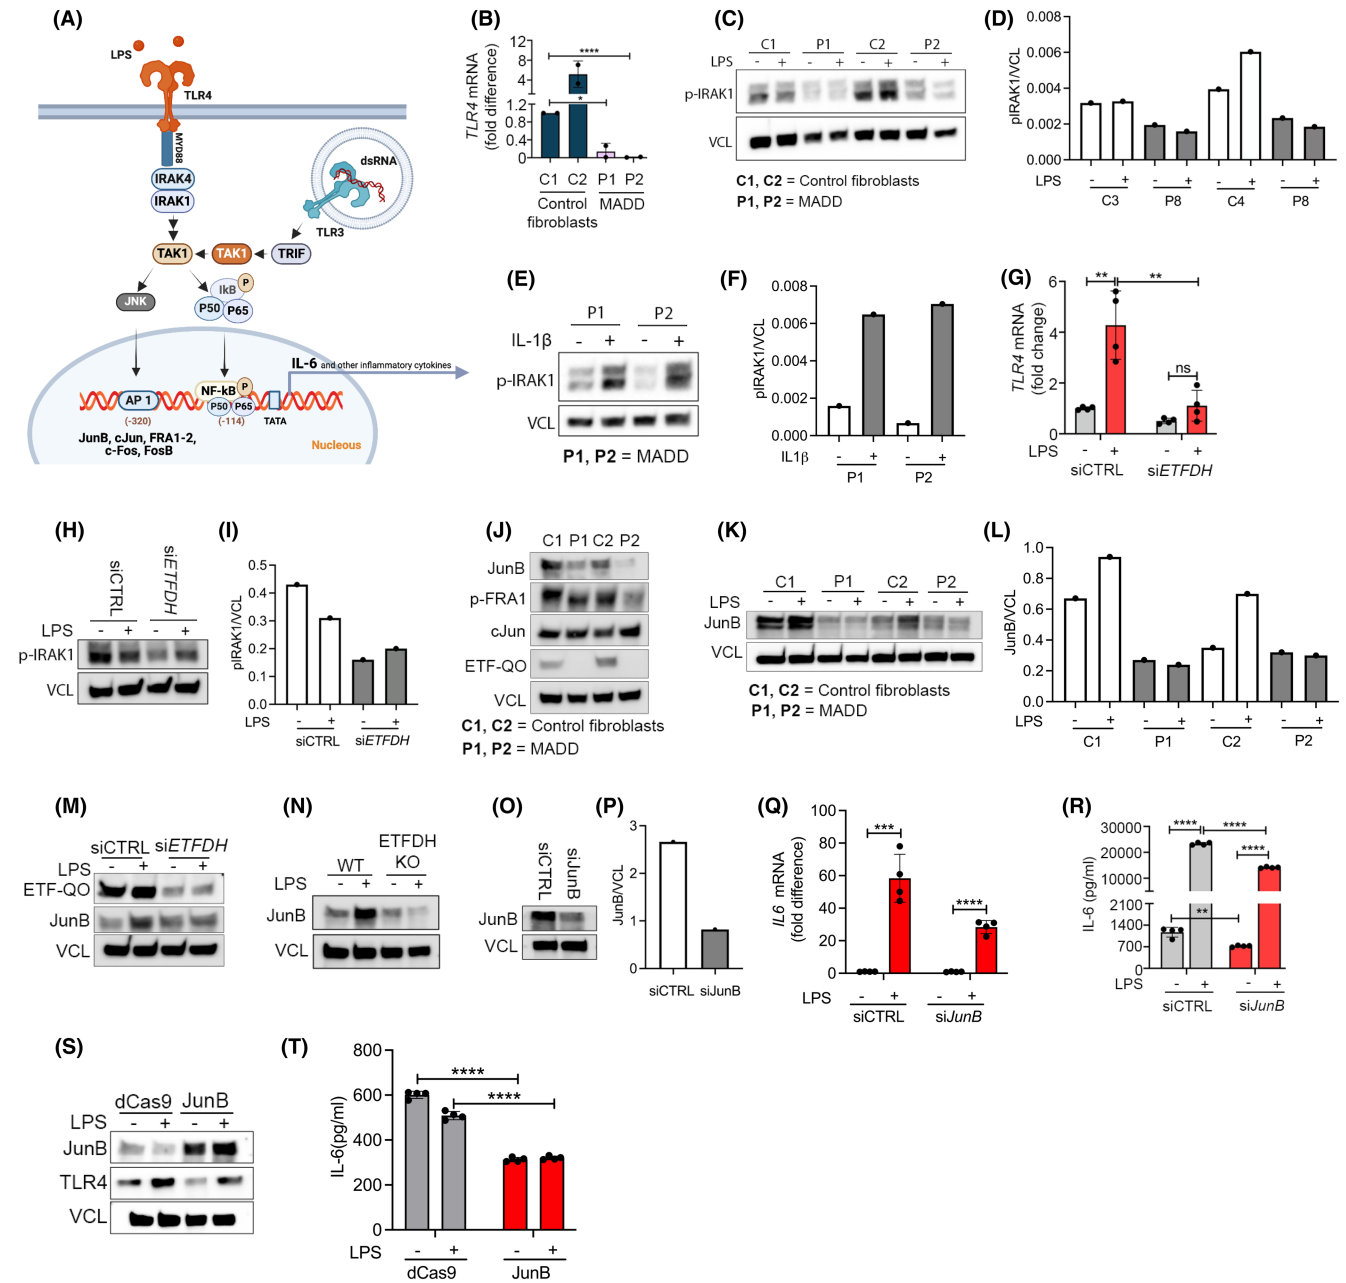 (A)
LPS
TLR4
MYD88
IRAK4
IRAK1
dsRNA
TLR3
TAK1
TAK1
TRIF
JNK
IkB
P
P50
P65
IL-6 and other inflammatory cytokines
AP 1
NF-kB
P
P50
P65
(-320)
(-114)
TATA
JunB, cJun, FRA1-2,
c-Fos, FosB
Nucleous
(B)
TLR4 mRNA
(fold difference)
12
8
4
1.2
0.8
0.4
0
****
*
C1 C2 P1 P2
Control MADD
fibroblasts
(C)
C1 P1 C2 P2
LPS - + - + - + - +
p-IRAK1
VCL
C1, C2 = Control fibroblasts
P1, P2 = MADD
(D)
pIRAK1/VCL
0.008
0.006
0.004
0.002
0.000
LPS - + - + - + - +
C3 P8 C4 P8
(E)
P1 P2
IL-1β - + - +
p-IRAK1
VCL
P1, P2 = MADD
(F)
pIRAK1/VCL
0.008
0.006
0.004
0.002
0.000
IL1β - + - +
P1 P2
(G)
TLR4 mRNA
(fold change)
6
4
2
0
** **
ns
LPS - + - +
siCTRL siETFDH
(H)
siCTRL siETFDH
LPS - + - +
p-IRAK1
VCL
(I)
pIRAK1/VCL
0.5
0.4
0.3
0.2
0.1
0.0
LPS - + - +
siCTRL siETFDH
(J)
C1 P1 C2 P2
JunB
p-FRA1
cJun
ETF-QO
VCL
C1, C2 = Control fibroblasts
P1, P2 = MADD
(K)
C1 P1 C2 P2
LPS - + - + - + - +
JunB
VCL
C1, C2 = Control fibroblasts
P1, P2 = MADD
(L)
JunB/VCL
1.0
0.8
0.6
0.4
0.2
0.0
LPS - + - + - + - +
C1 P1 C2 P2
(M)
siCTRL siETFDH
LPS - + - +
ETF-QO
JunB
VCL
(N)
ETFDH
WT KO
LPS - + - +
JunB
VCL
(O)
siCTRL siJunB
JunB
VCL
(P)
JunB/VCL
3
2
1
0
siCTRL siJunB
(Q)
IL6 mRNA
(fold difference)
100
80
60
40
20
0
***
****
LPS - + - +
siCTRL siJunB
(R)
IL-6 (pg/ml)
30000
20000
10000
2100
1400
700
0
**** ****
****
**
LPS - + - +
siCTRL siJunB
(S)
dCas9 JunB
LPS - + - +
JunB
TLR4
VCL
(T)
IL-6(pg/ml)
800
600
400
200
0
****
****
LPS - + - +
dCas9 JunB